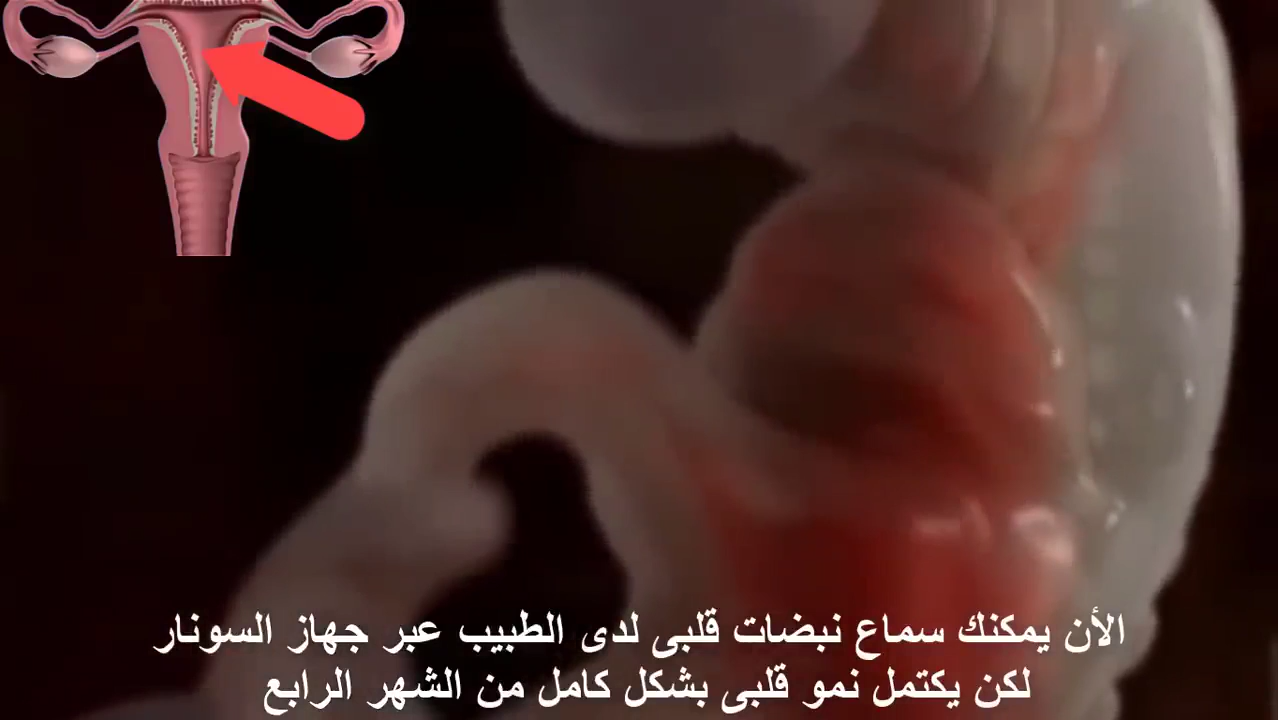 الأن يمكنك سماع نبضات قلبى لدى الطبيب عبر جهاز السونار
لكن يكتمل نمو قلبى بشكل كامل من الشهر الرابع